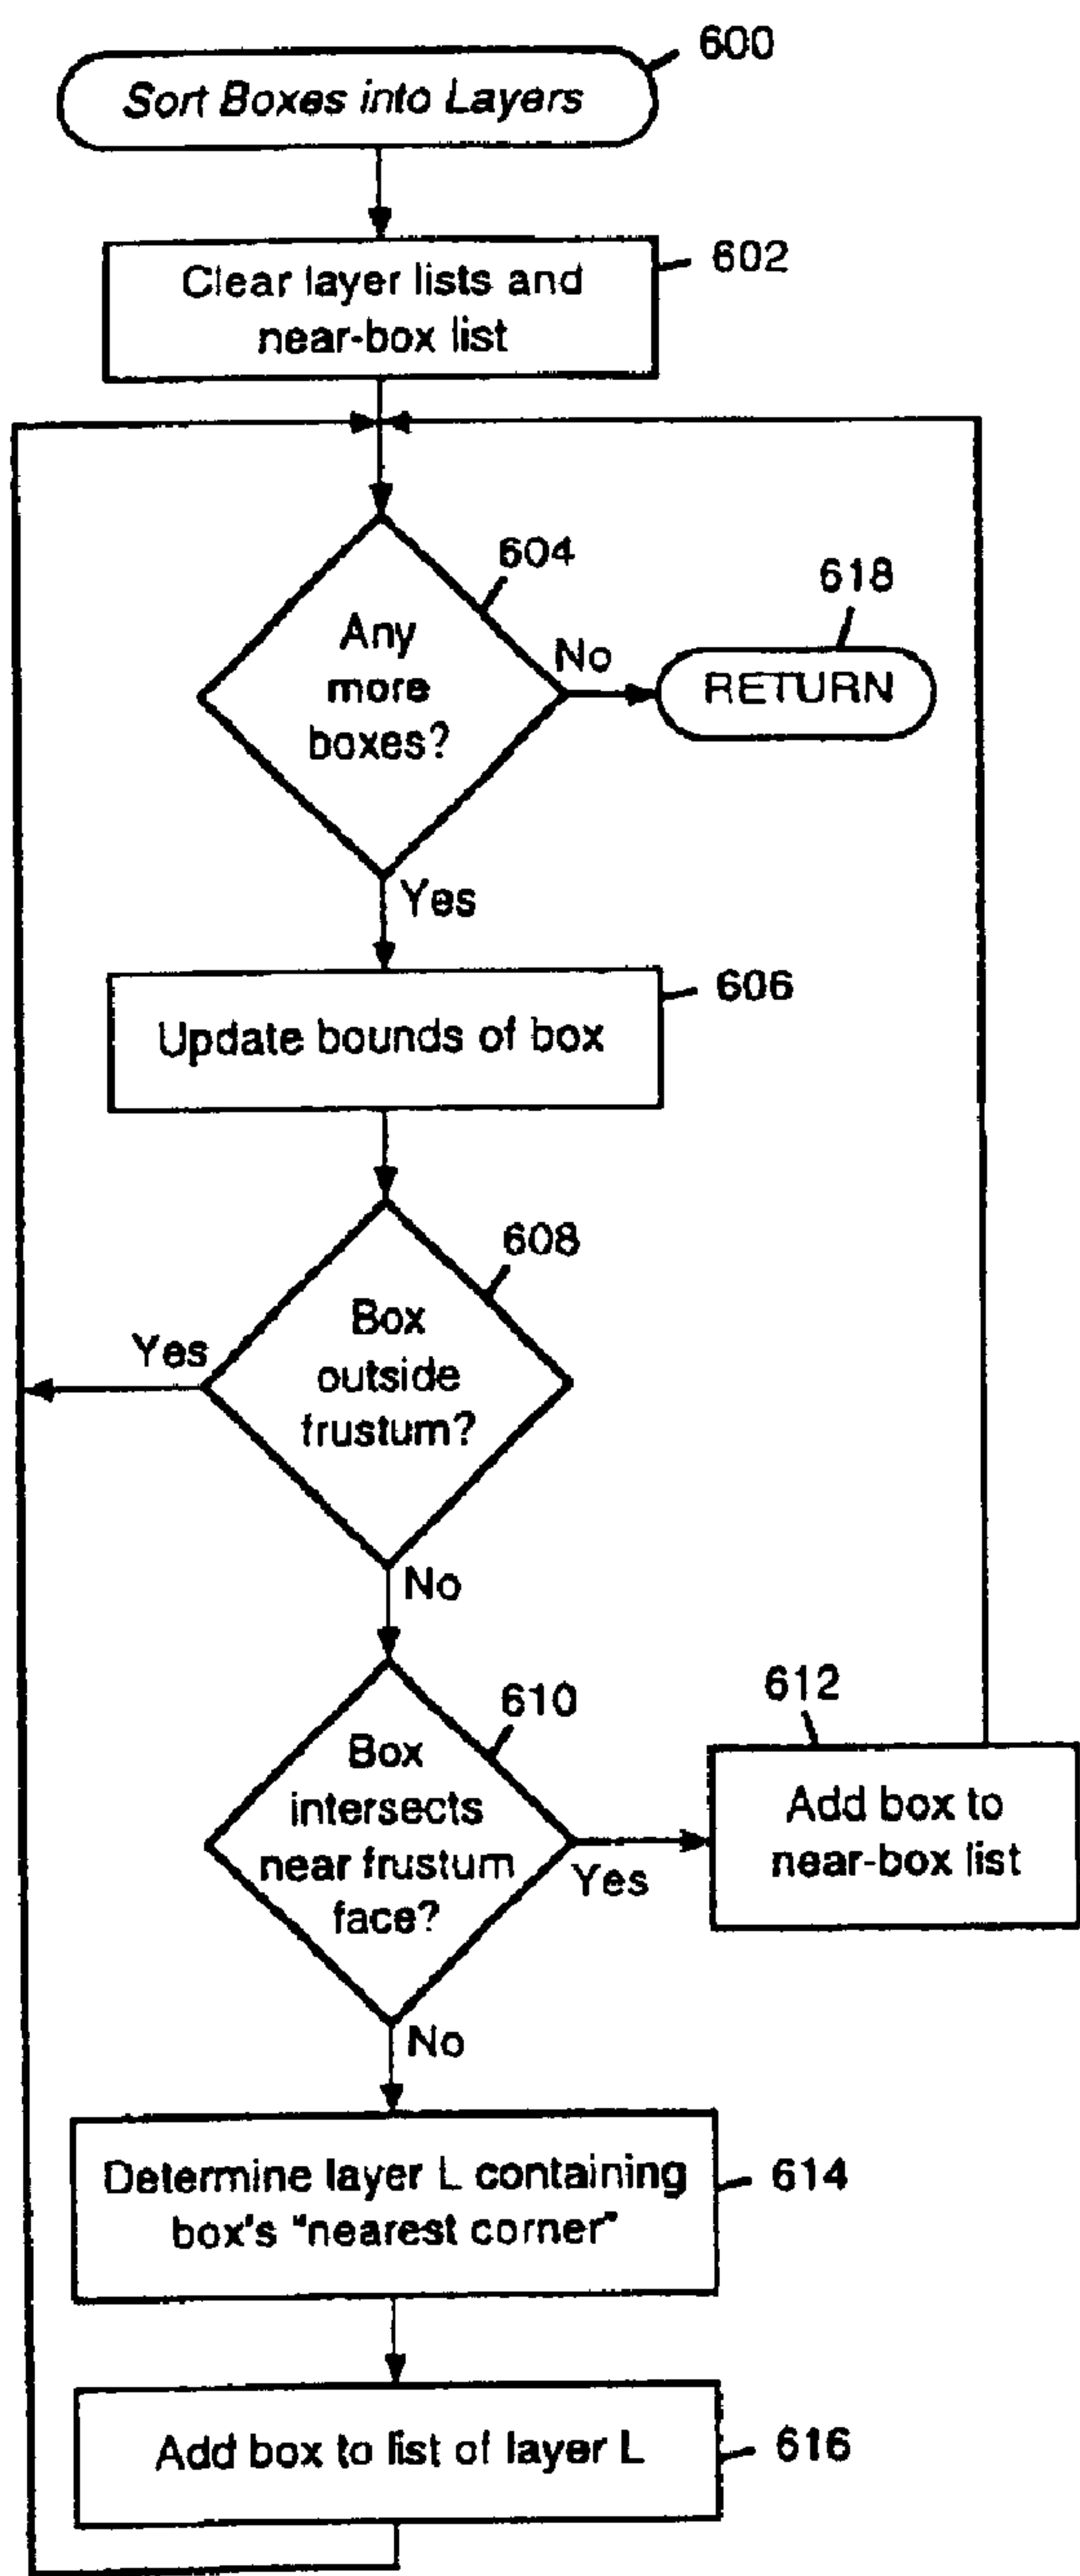 600
Sort Boxes into Layers
602
Clear layer lists and
near-box list
604
Any
more
boxes?
No
618
RETURN
Yes
606
Update bounds of box
608
Box
outside
frustum?
Yes
No
610
Box
intersects
near frustum
face?
Yes
612
Add box to
near-box list
No
Determine layer L containing
box's "nearest corner"
614
Add box to list of layer L
616